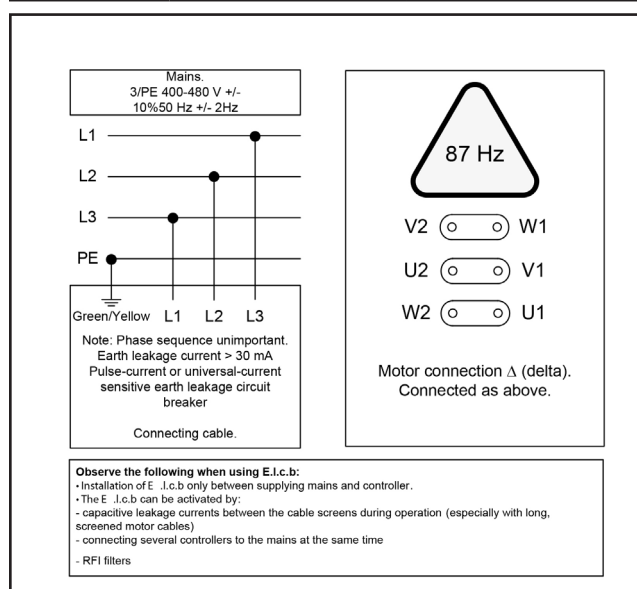 Mains.
3/PE 400-480 V +/-
10%50 Hz +/- 2Hz
L1
L2
L3
PE
Green/Yellow L1 L2 L3
Note: Phase sequence unimportant.
Earth leakage current > 30 mA
Pulse-current or universal-current
sensitive earth leakage circuit
breaker
Connecting cable.
87 Hz
V2 W1
U2 V1
W2 U1
Motor connection Δ (delta).
Connected as above.
Observe the following when using E.l.c.b:
• Installation of E .l.c.b only between supplying mains and controller.
• The E .l.c.b can be activated by:
- capacitive leakage currents between the cable screens during operation (especially with long,
screened motor cables)
- connecting several controllers to the mains at the same time
- RFI filters